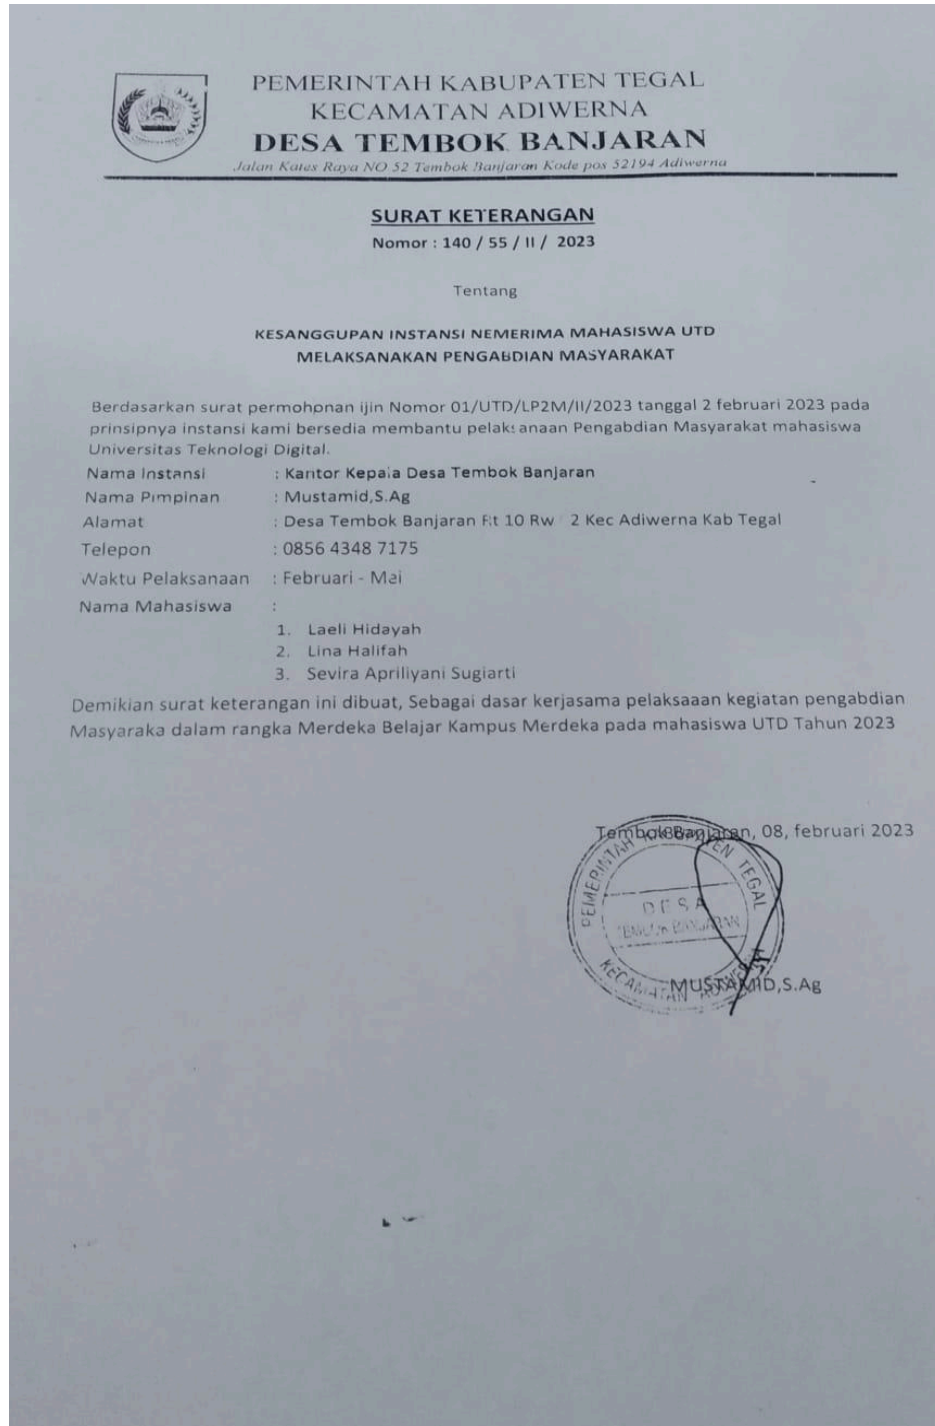 PEMERINTAH KABUPATEN TEGAL
KECAMATAN ADIWERNA
DESA TEMBOK BANJARAN
Jalan Kates Raya NO 52 Tembok Banjaran Kode pos 52194 Adiwerna
SURAT KETERANGAN
Nomor : 140 / 55 / II / 2023
Tentang
KESANGGUPAN INSTANSI NEMERIMA MAHASISWA UTD
MELAKSANAKAN PENGABDIAN MASYARAKAT
Berdasarkan surat permohpnan ijin Nomor 01/UTD/LP2M/II/2023 tanggal 2 februari 2023 pada
prinsipnya instansi kami bersedia membantu pelaksanaan Pengabdian Masyarakat mahasiswa
Universitas Teknologi Digital.
Nama Instansi : Kantor Kepala Desa Tembok Banjaran
Nama Pimpinan : Mustamid,S.Ag
Alamat : Desa Tembok Banjaran Rt 10 Rw 2 Kec Adiwerna Kab Tegal
Telepon : 0856 4348 7175
Waktu Pelaksanaan : Februari - Mei
Nama Mahasiswa :
1. Laeli Hidayah
2. Lina Halifah
3. Sevira Apriliyani Sugiarti
Demikian surat keterangan ini dibuat, Sebagai dasar kerjasama pelaksaaan kegiatan pengabdian
Masyaraka dalam rangka Merdeka Belajar Kampus Merdeka pada mahasiswa UTD Tahun 2023
Tembok Banjaran, 08, februari 2023
PEMERINTAH KABUPATEN TEGAL
DESA
TEMBOK BANJARAN
KECAMATAN ADIWERNA
MUSTAMID,S.Ag